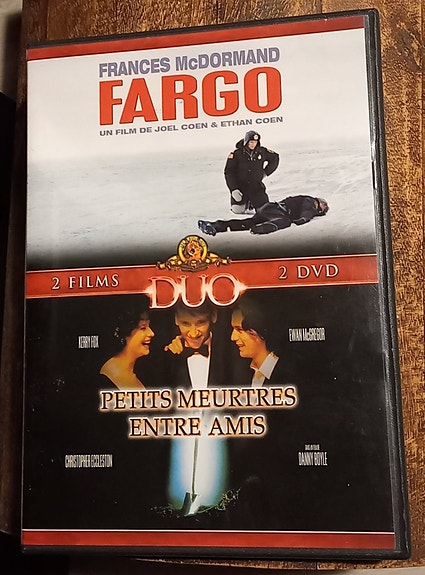 FRANCES McDORMAND
FARGO
UN FILM DE JOEL COEN & ETHAN COEN
2 FILMS
DUO
2 DVD
KERRY FOX
EWAN McGREGOR
PETITS MEURTRES
ENTRE AMIS
CHRISTOPHER ECCLESTON
DANNY BOYLE